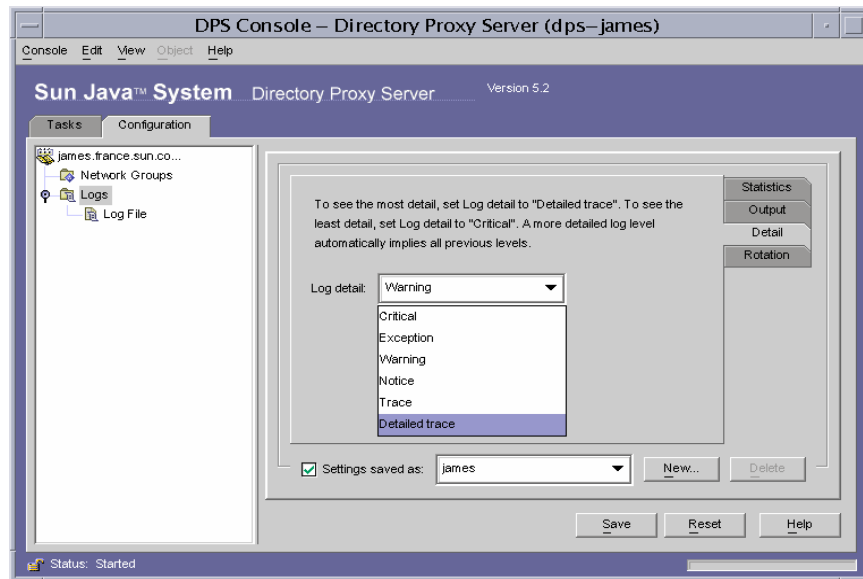 DPS Console – Directory Proxy Server (dps–james)
Console Edit View Object Help
Sun Java™ System Directory Proxy Server Version 5.2
Tasks Configuration
james.france.sun.co...
Network Groups
Logs
Log File
To see the most detail, set Log detail to "Detailed trace". To see the
least detail, set Log detail to "Critical". A more detailed log level
automatically implies all previous levels.
Statistics
Output
Detail
Rotation
Log detail: Warning
Critical
Exception
Warning
Notice
Trace
Detailed trace
Settings saved as: james New... Delete
Save Reset Help
Status: Started